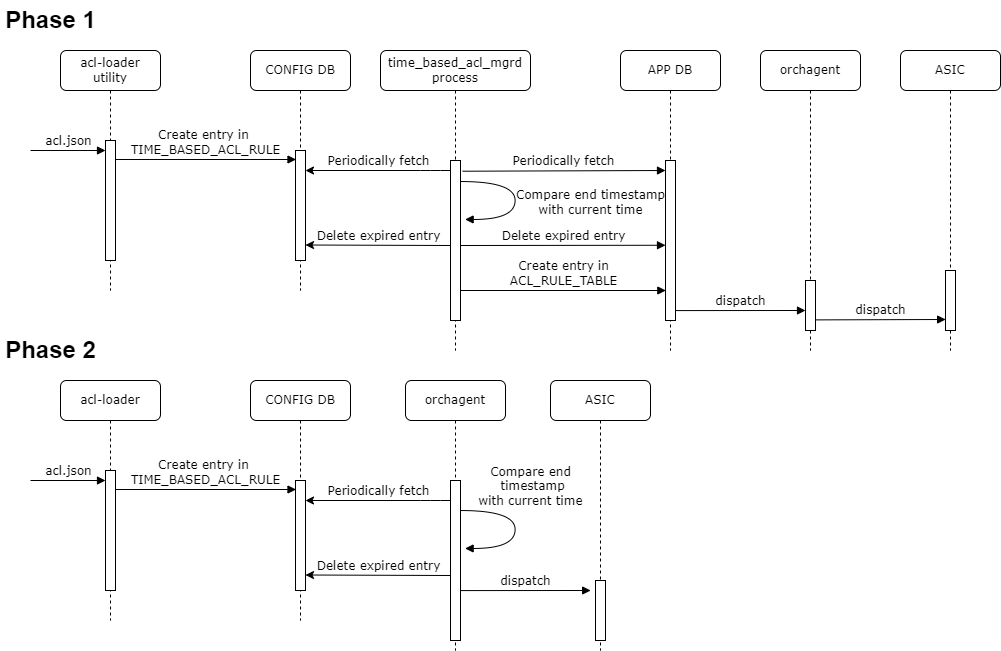 Phase 1
acl-loader
utility
CONFIG DB
time_based_acl_mgrd
process
APP DB
orchagent
ASIC
acl.json
Create entry in
TIME_BASED_ACL_RULE
Periodically fetch
Periodically fetch
Compare end timestamp
with current time
Delete expired entry
Delete expired entry
Create entry in
ACL_RULE_TABLE
dispatch
dispatch
Phase 2
acl-loader
CONFIG DB
orchagent
ASIC
acl.json
Create entry in
TIME_BASED_ACL_RULE
Periodically fetch
Compare end
timestamp
with current time
Delete expired entry
dispatch